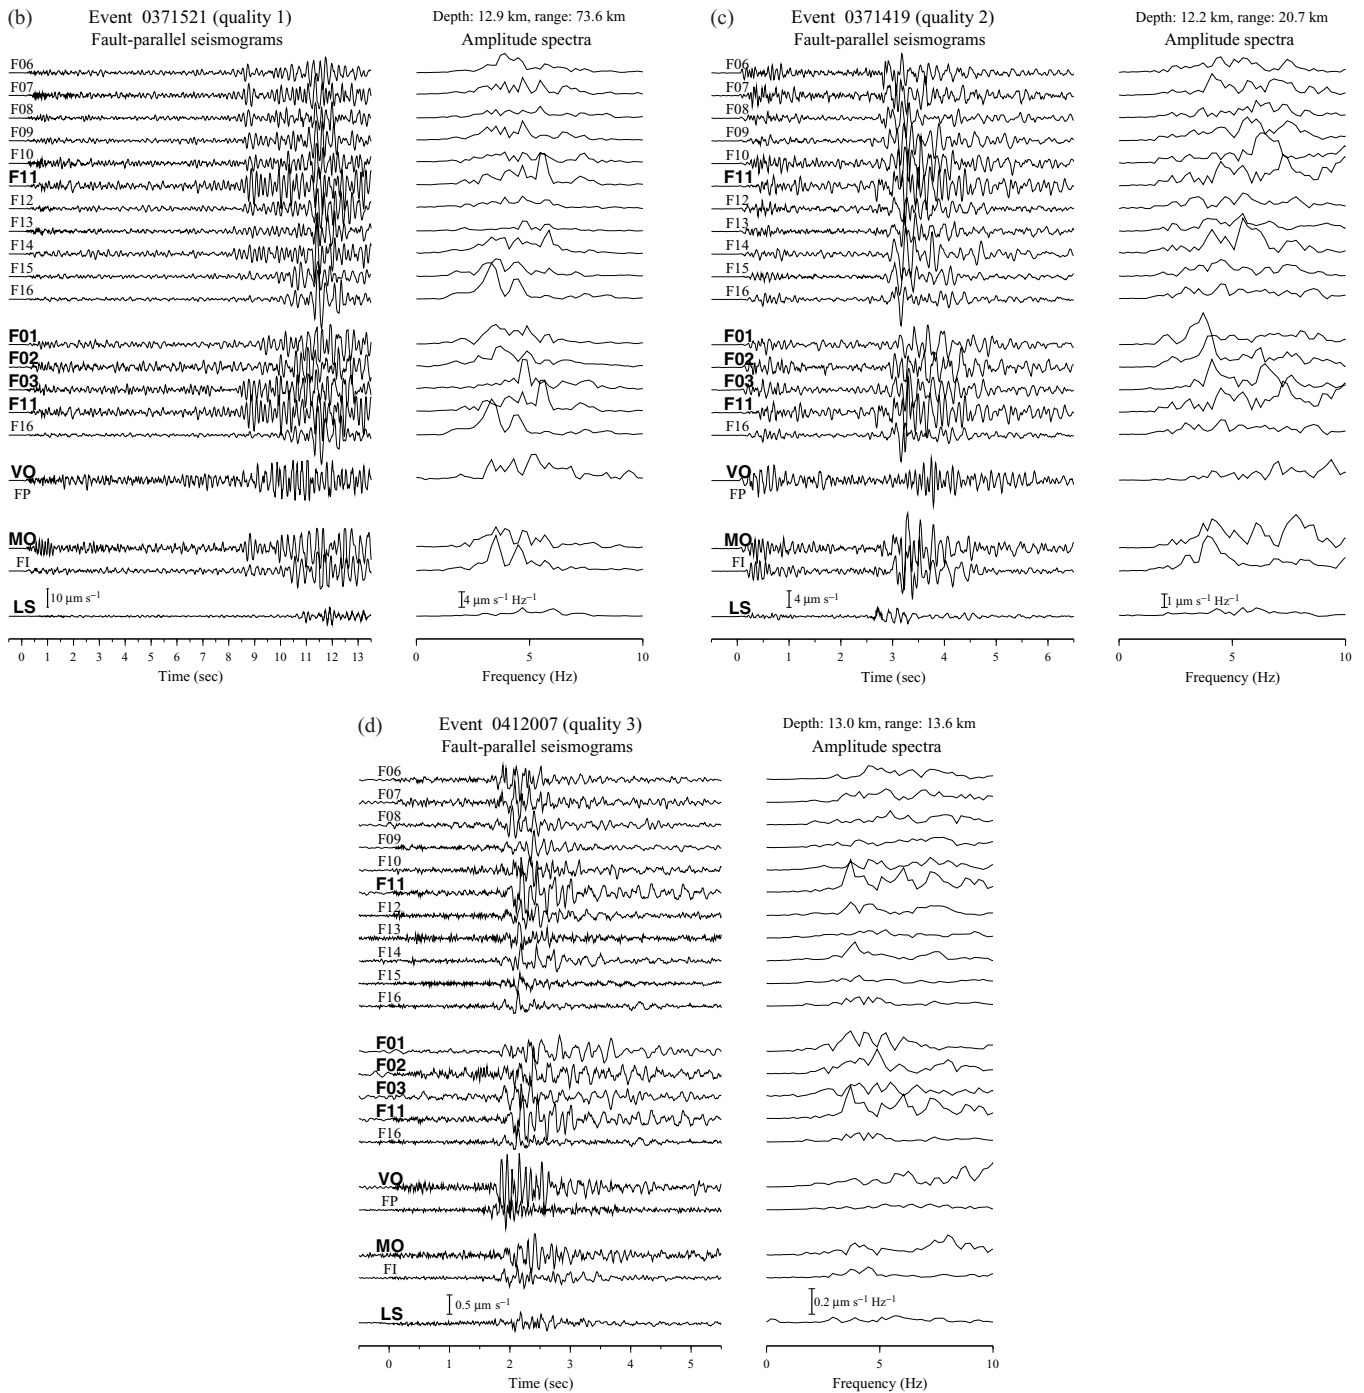 (b) Event 0371521 (quality 1) Depth: 12.9 km, range: 73.6 km
Fault-parallel seismograms Amplitude spectra
F06
F07
F08
F09
F10
F11
F12
F13
F14
F15
F16
F01
F02
F03
F11
F16
VO
FP
MO
FI
LS
10 µm s⁻¹
4 µm s⁻¹ Hz⁻¹
0 1 2 3 4 5 6 7 8 9 10 11 12 13
Time (sec)
0 5 10
Frequency (Hz)
(c) Event 0371419 (quality 2) Depth: 12.2 km, range: 20.7 km
Fault-parallel seismograms Amplitude spectra
F06
F07
F08
F09
F10
F11
F12
F13
F14
F15
F16
F01
F02
F03
F11
F16
VO
FP
MO
FI
LS
4 µm s⁻¹
1 µm s⁻¹ Hz⁻¹
0 1 2 3 4 5 6
Time (sec)
0 5 10
Frequency (Hz)
(d) Event 0412007 (quality 3) Depth: 13.0 km, range: 13.6 km
Fault-parallel seismograms Amplitude spectra
F06
F07
F08
F09
F10
F11
F12
F13
F14
F15
F16
F01
F02
F03
F11
F16
VO
FP
MO
FI
LS
0.5 µm s⁻¹
0.2 µm s⁻¹ Hz⁻¹
0 1 2 3 4 5
Time (sec)
0 5 10
Frequency (Hz)